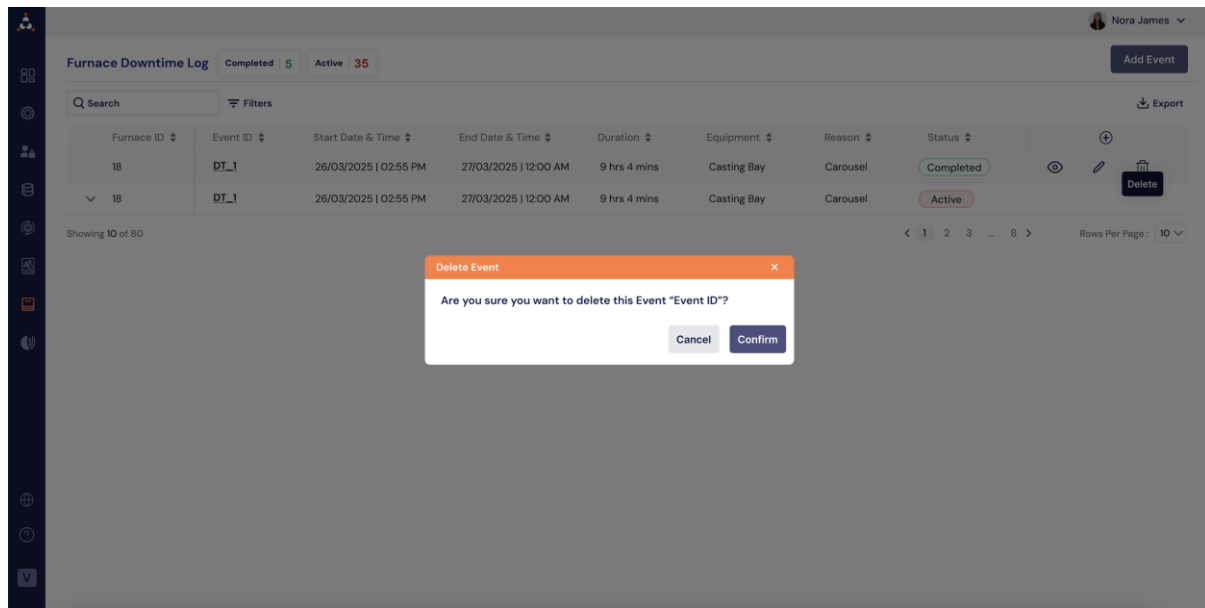 Nora James
Furnace Downtime Log Completed 5 Active 35 Add Event
Search Filters Export
Furnace ID Event ID Start Date & Time End Date & Time Duration Equipment Reason Status
18 DT_1 26/03/2025 | 02:55 PM 27/03/2025 | 12:00 AM 9 hrs 4 mins Casting Bay Carousel Completed
Delete
18 DT_1 26/03/2025 | 02:55 PM 27/03/2025 | 12:00 AM 9 hrs 4 mins Casting Bay Carousel Active
Showing 10 of 80 1 2 3 ... 8 Rows Per Page : 10
Delete Event
Are you sure you want to delete this Event "Event ID"?
Cancel Confirm
V